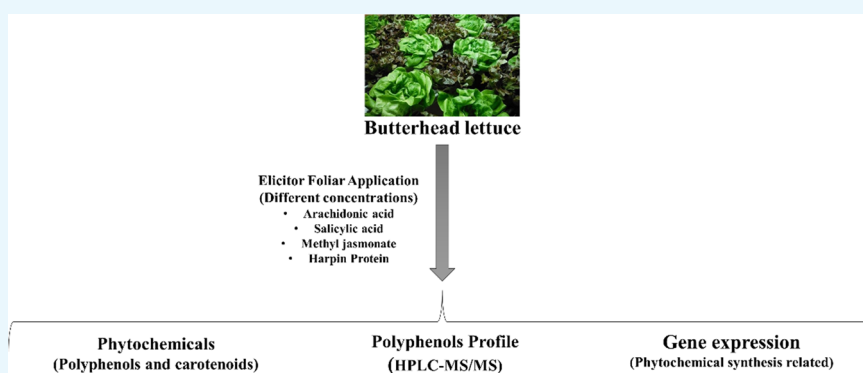 Butterhead lettuce
Elicitor Foliar Application
(Different concentrations)
• Arachidonic acid
• Salicylic acid
• Methyl jasmonate
• Harpin Protein
Phytochemicals
(Polyphenols and carotenoids)
Polyphenols Profile
(HPLC-MS/MS)
Gene expression
(Phytochemical synthesis related)